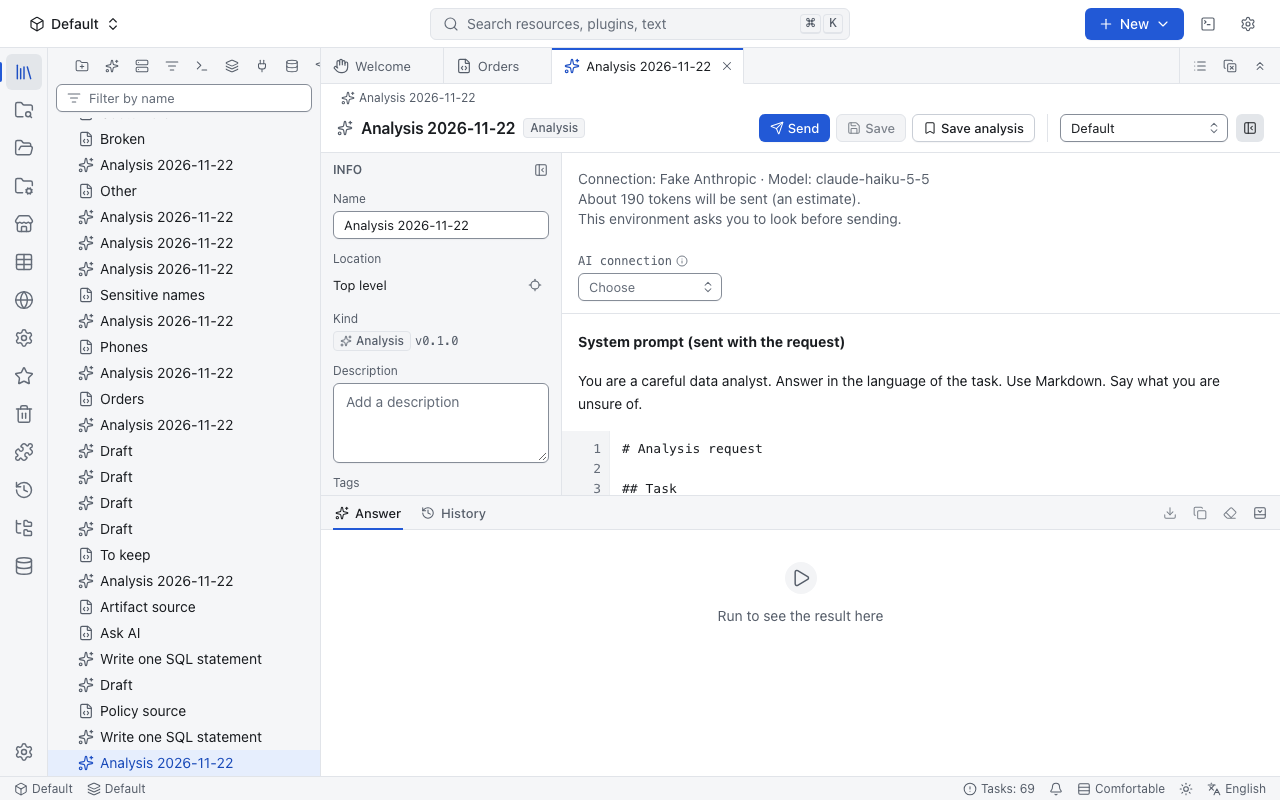 Default
Search resources, plugins, text
⌘ K
New
Filter by name
Broken
Analysis 2026-11-22
Other
Analysis 2026-11-22
Analysis 2026-11-22
Analysis 2026-11-22
Sensitive names
Analysis 2026-11-22
Phones
Analysis 2026-11-22
Orders
Analysis 2026-11-22
Draft
Draft
Draft
Draft
To keep
Analysis 2026-11-22
Artifact source
Ask AI
Write one SQL statement
Draft
Policy source
Write one SQL statement
Analysis 2026-11-22
Welcome
Orders
Analysis 2026-11-22
Analysis 2026-11-22
Analysis 2026-11-22 Analysis
Send
Save
Save analysis
Default
INFO
Name
Analysis 2026-11-22
Location
Top level
Kind
Analysis v0.1.0
Description
Add a description
Tags
Connection: Fake Anthropic · Model: claude-haiku-5-5
About 190 tokens will be sent (an estimate).
This environment asks you to look before sending.
AI connection
Choose
System prompt (sent with the request)
You are a careful data analyst. Answer in the language of the task. Use Markdown. Say what you are
unsure of.
1 # Analysis request
2
3 ## Task
Answer
History
Run to see the result here
Default
Default
Tasks: 69
Comfortable
English